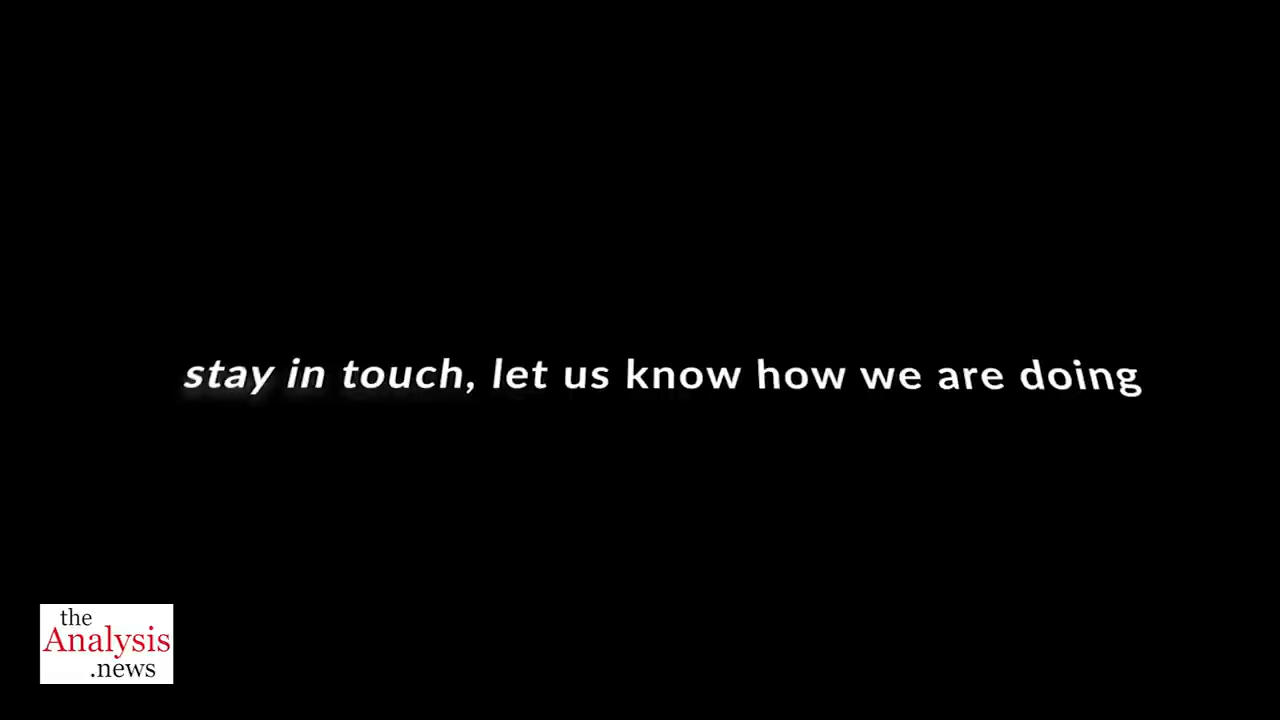 stay in touch, let us know how we are doing
the
Analysis
.news